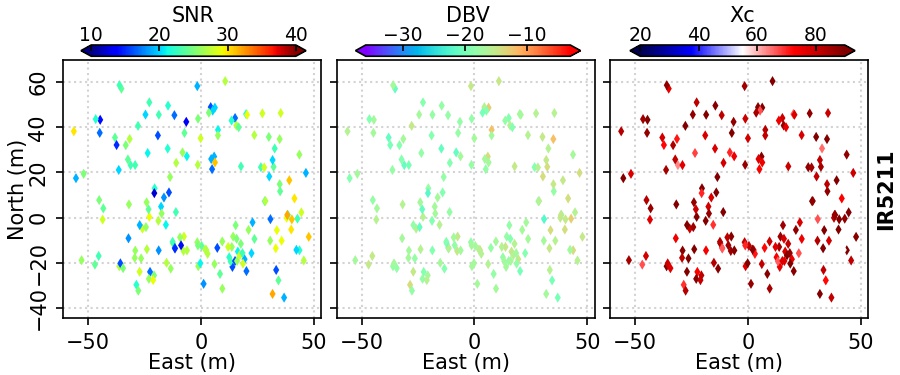 SNR DBV Xc
10 20 30 40 −30 −20 −10 20 40 60 80
60
40
20
0
−20
−40
North (m)
IR5211
−50 0 50 −50 0 50 −50 0 50
East (m) East (m) East (m)